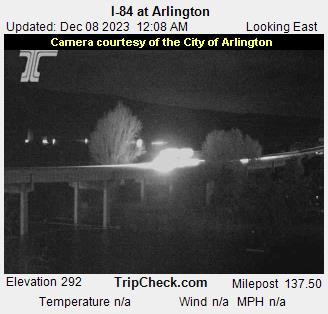 I-84 at Arlington
Updated: Dec 08 2023 12:08 AM Looking East
Camera courtesy of the City of Arlington
Elevation 292 TripCheck.com Milepost 137.50
Temperature n/a Wind n/a MPH n/a